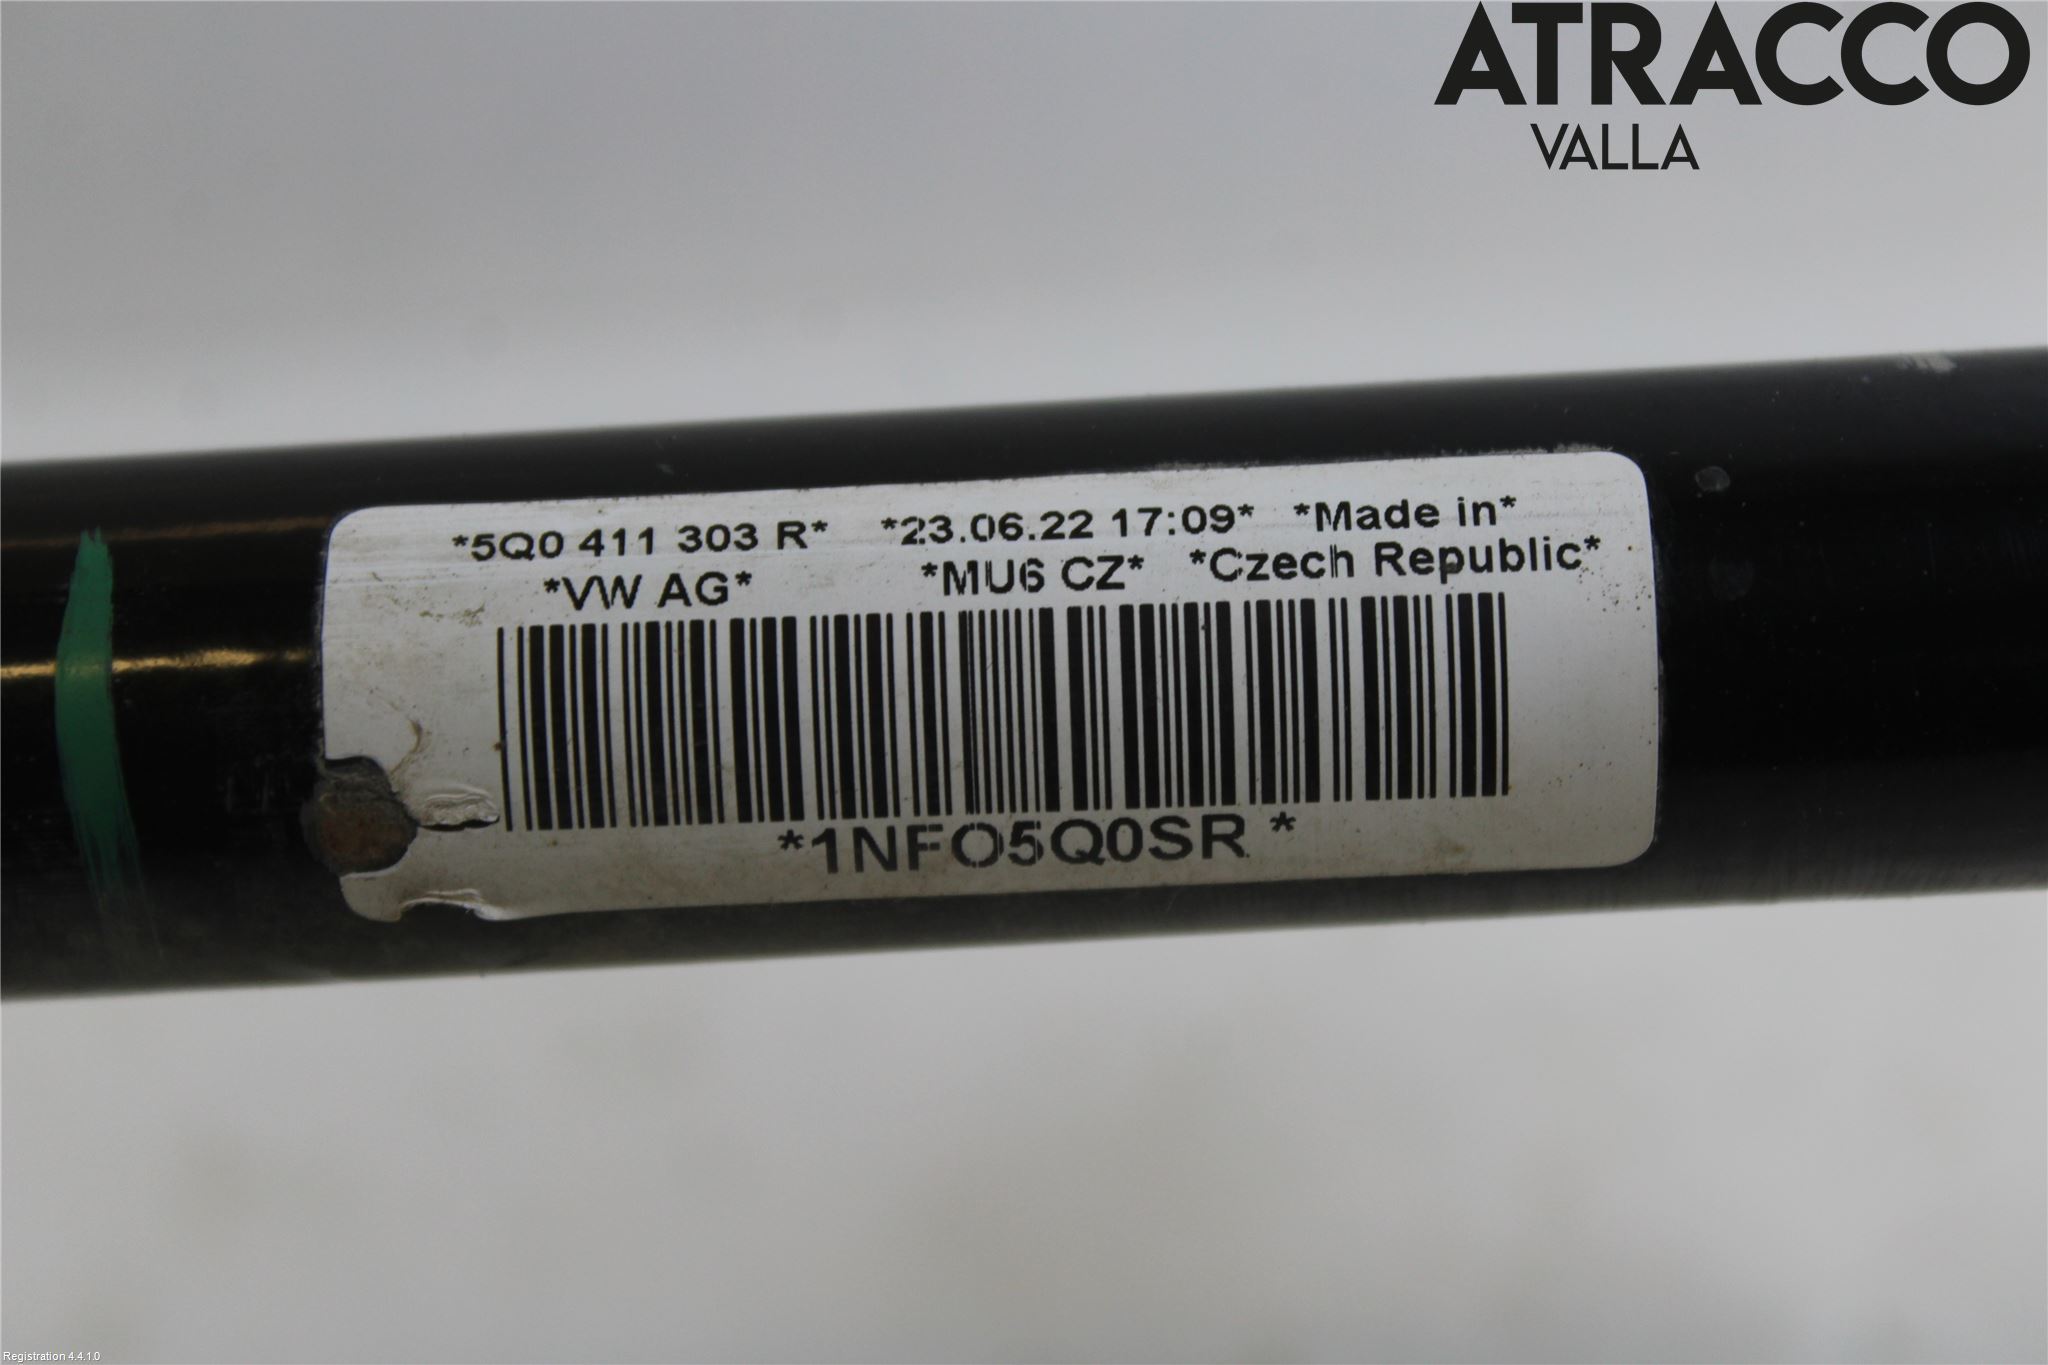 ATRACCO
VALLA
*5Q0 411 303 R* *23.06.22 17:09* *Made in*
*VW AG* *MU6 CZ* *Czech Republic*
*1NFO5Q0SR *
Registration 4.4.1.0